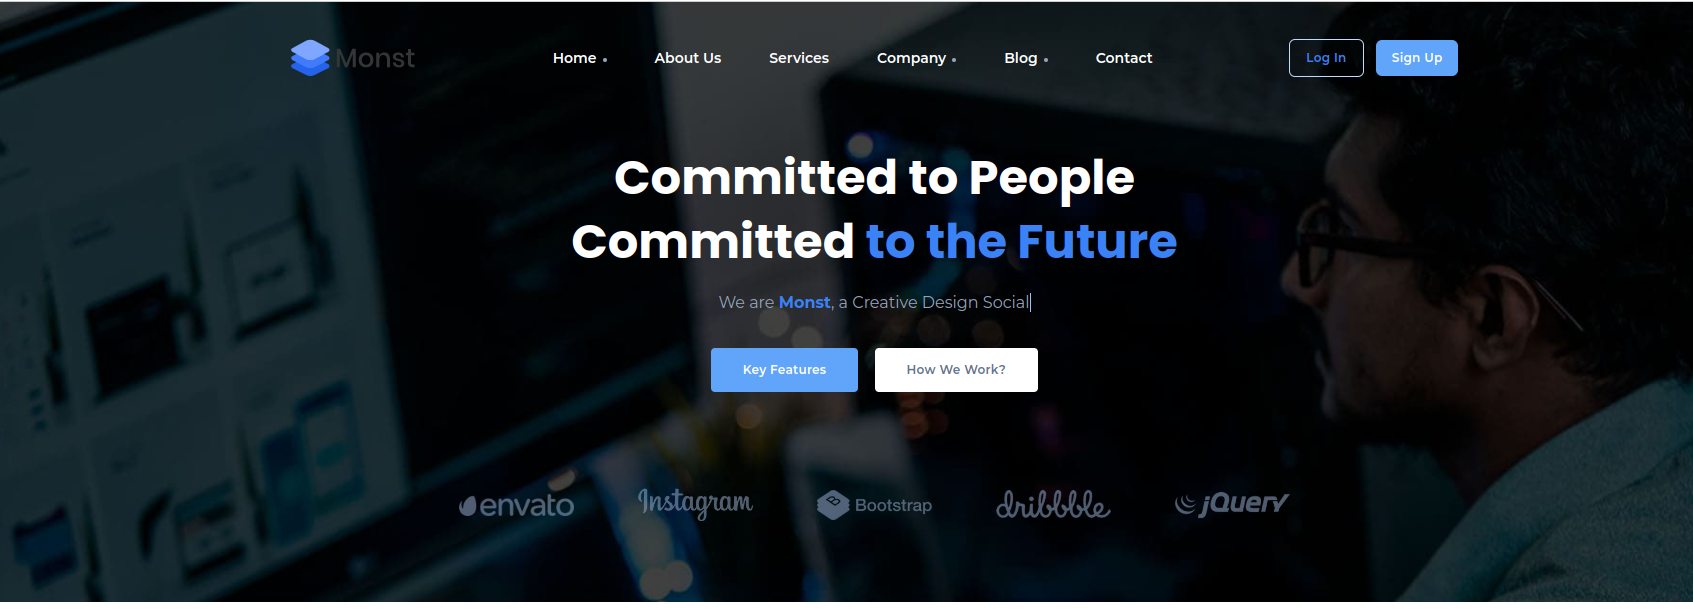 Monst
Home
About Us
Services
Company
Blog
Contact
Log In
Sign Up
Committed to People
Committed to the Future
We are Monst, a Creative Design Social
Key Features
How We Work?
envato
Instagram
Bootstrap
dribbble
jQuery